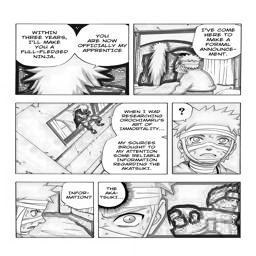 I'VE COME
HERE TO
MAKE A
FORMAL
ANNOUNCE-
MENT.
YOU ARE
NOW
OFFICIALLY MY
APPRENTICE.
WITHIN
THREE YEARS,
I'LL MAKE
YOU A
FULL-FLEDGED
NINJA.
?
WHEN I WAS
RESEARCHING
OROCHIMARU'S
ART OF
IMMORTALITY...
MY SOURCES
BROUGHT TO
MY ATTENTION
SOME RELIABLE
INFORMATION
REGARDING THE
AKATSUKI.
THE
AKA-
TSUKI...
INFOR-
MATION?